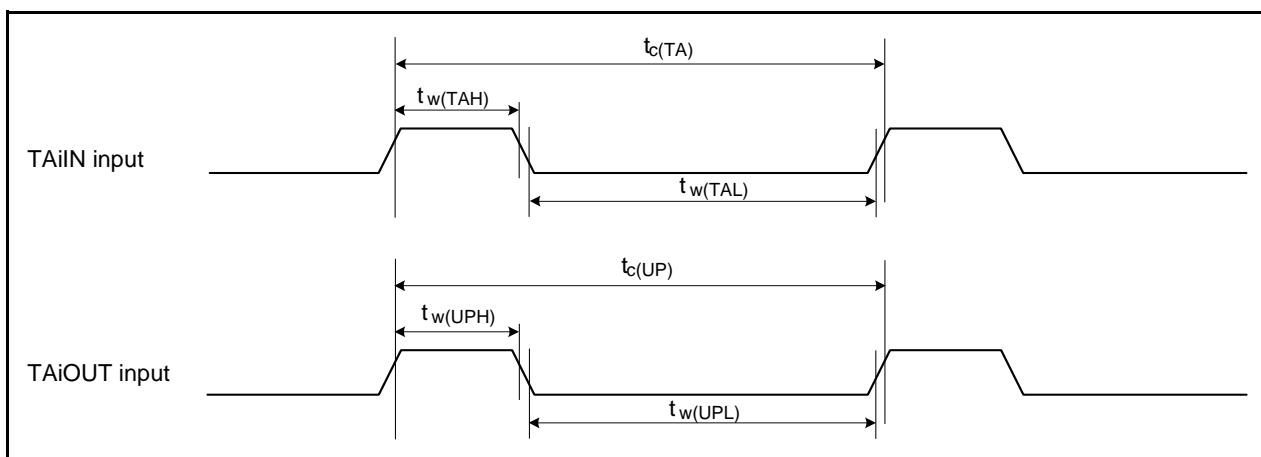 tc(TA)
tw(TAH)
TAiIN input
tw(TAL)
tc(UP)
tw(UPH)
TAiOUT input
tw(UPL)